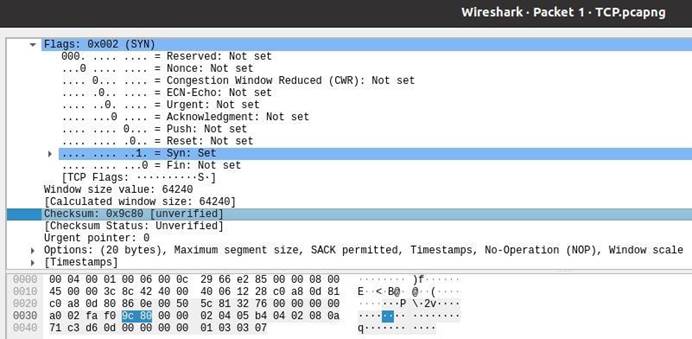 Wireshark · Packet 1 · TCP.pcapng
Flags: 0x002 (SYN)
000. .... .... = Reserved: Not set
...0 .... .... = Nonce: Not set
.... 0... .... = Congestion Window Reduced (CWR): Not set
.... .0.. .... = ECN-Echo: Not set
.... ..0. .... = Urgent: Not set
.... ...0 .... = Acknowledgment: Not set
.... .... 0... = Push: Not set
.... .... .0.. = Reset: Not set
.... .... ..1. = Syn: Set
.... .... ...0 = Fin: Not set
[TCP Flags: ··········S·]
Window size value: 64240
[Calculated window size: 64240]
Checksum: 0x9c80 [unverified]
[Checksum Status: Unverified]
Urgent pointer: 0
Options: (20 bytes), Maximum segment size, SACK permitted, Timestamps, No-Operation (NOP), Window scale
[Timestamps]
0000 00 04 00 01 00 06 00 0c 29 66 e2 85 00 00 08 00 ········ )f······
0010 45 00 00 3c 8c 42 40 00 40 06 12 28 c0 a8 0d 81 E··<·B@· @··(····
0020 c0 a8 0d 80 86 0e 00 50 5c 81 32 76 00 00 00 00 ·······P \·2v····
0030 a0 02 fa f0 9c 80 00 00 02 04 05 b4 04 02 08 0a ········ ········
0040 71 c3 d6 0d 00 00 00 00 01 03 03 07 q······· ····